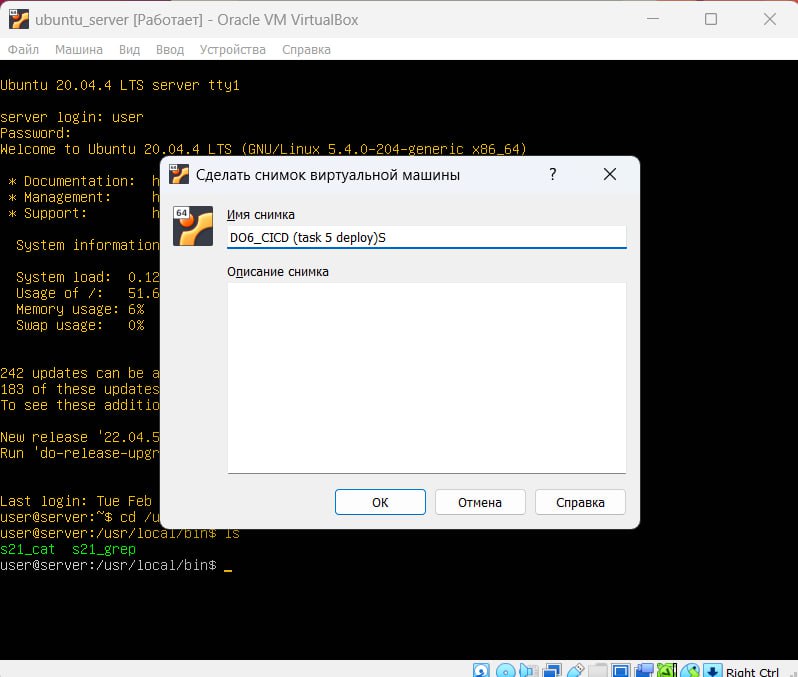 ubuntu_server [Работает] - Oracle VM VirtualBox
Файл Машина Вид Ввод Устройства Справка
Ubuntu 20.04.4 LTS server tty1
server login: user
Password:
Welcome to Ubuntu 20.04.4 LTS (GNU/Linux 5.4.0-204-generic x86_64)
* Documentation: h
* Management: h
* Support: h
System information
System load: 0.12
Usage of /: 51.6
Memory usage: 6%
Swap usage: 0%
242 updates can be a
183 of these updates
To see these additio
New release '22.04.5
Run 'do-release-upgr
Last login: Tue Feb
user@server:~$ cd /u
user@server:/usr/local/bin$ ls
s21_cat s21_grep
user@server:/usr/local/bin$ _
64
Сделать снимок виртуальной машины ?
64
Имя снимка
DO6_CICD (task 5 deploy)S
Описание снимка
ОК Отмена Справка
Right Ctrl